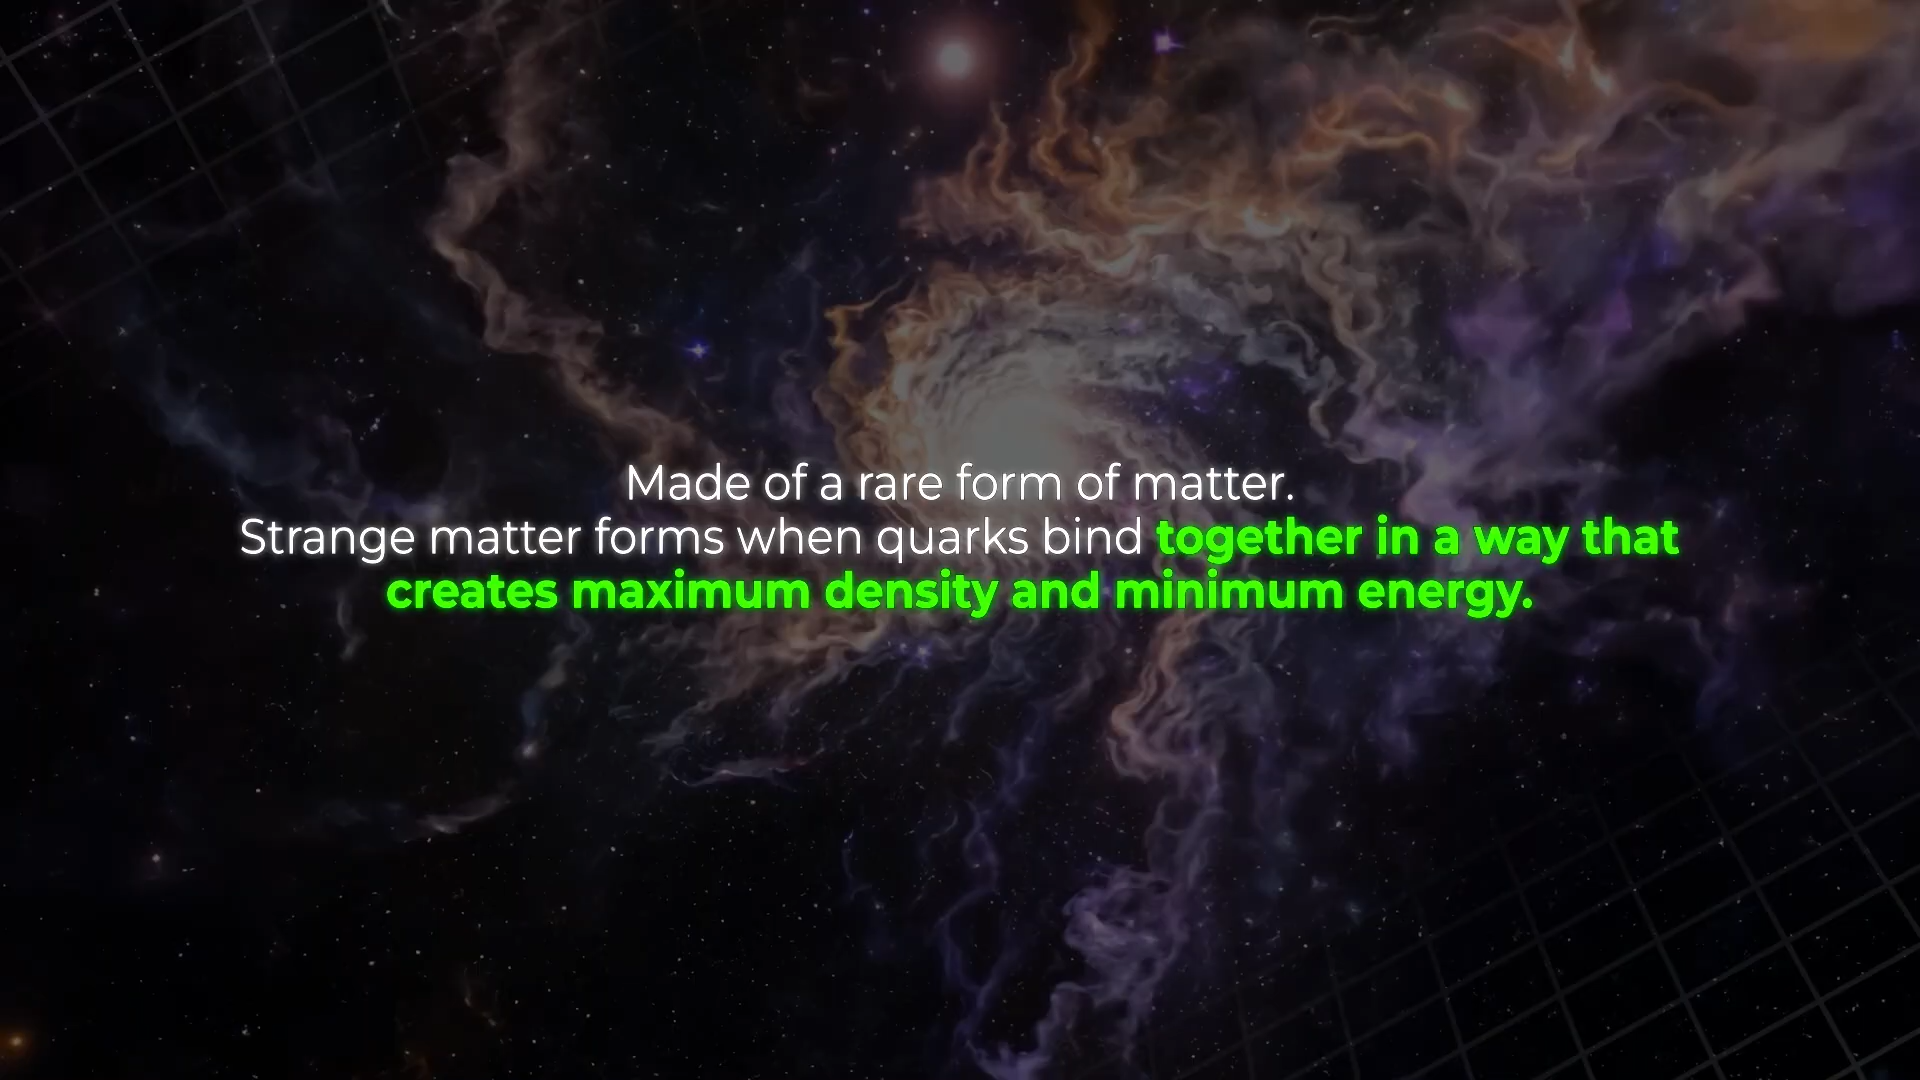 Made of a rare form of matter.
Strange matter forms when quarks bind together in a way that
creates maximum density and minimum energy.